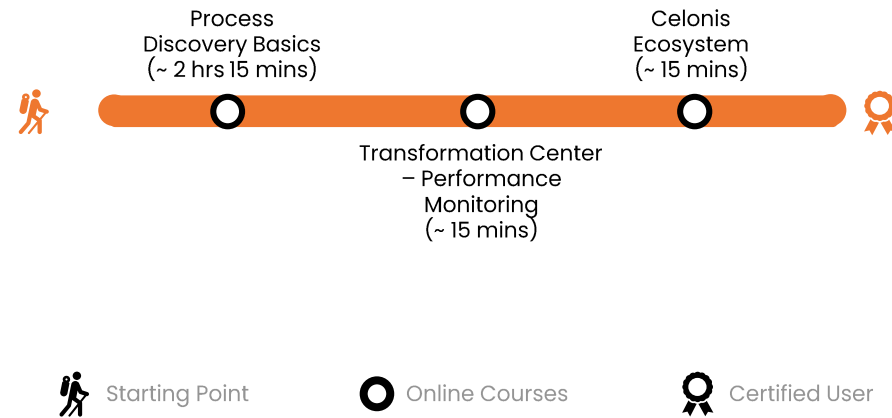 Process
Discovery Basics
(~ 2 hrs 15 mins)
Transformation Center
– Performance
Monitoring
(~ 15 mins)
Celonis
Ecosystem
(~ 15 mins)
Starting Point
Online Courses
Certified User